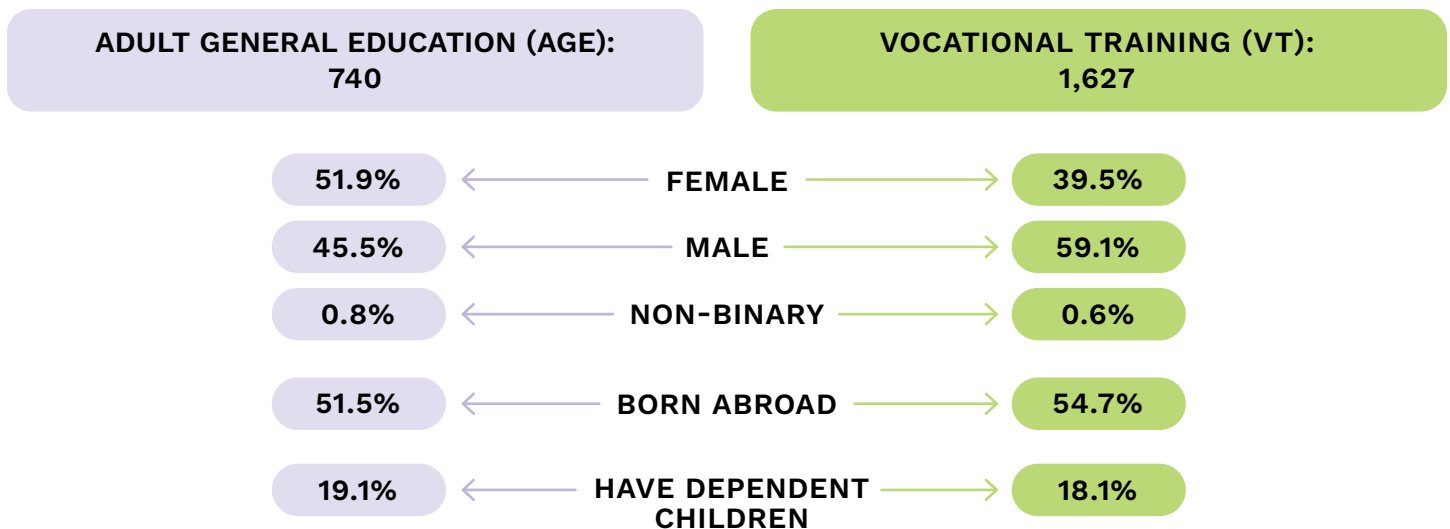 ADULT GENERAL EDUCATION (AGE):
740
VOCATIONAL TRAINING (VT):
1,627
51.9%
FEMALE
39.5%
45.5%
MALE
59.1%
0.8%
NON-BINARY
0.6%
51.5%
BORN ABROAD
54.7%
19.1%
HAVE DEPENDENT
CHILDREN
18.1%